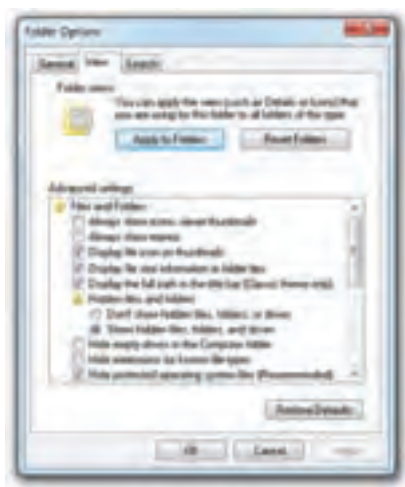 Folder Options
General View Search
Folder views
You can apply the view (such as Details or Icons) that
you are using for this folder to all folders of this type.
Apply to Folders Reset Folders
Advanced settings:
Files and Folders
Always show icons, never thumbnails
Always show menus
Display file icon on thumbnails
Display file size information in folder tips
Display the full path in the title bar (Classic theme only)
Hidden files and folders
Don't show hidden files, folders, or drives
Show hidden files, folders, and drives
Hide empty drives in the Computer folder
Hide extensions for known file types
Hide protected operating system files (Recommended)
Restore Defaults
OK Cancel